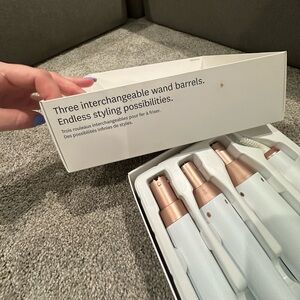 Three interchangeable wand barrels.
Endless styling possibilities.
Trois rouleaux interchangeables pour fer à friser.
Des possibilités infinies de styles.